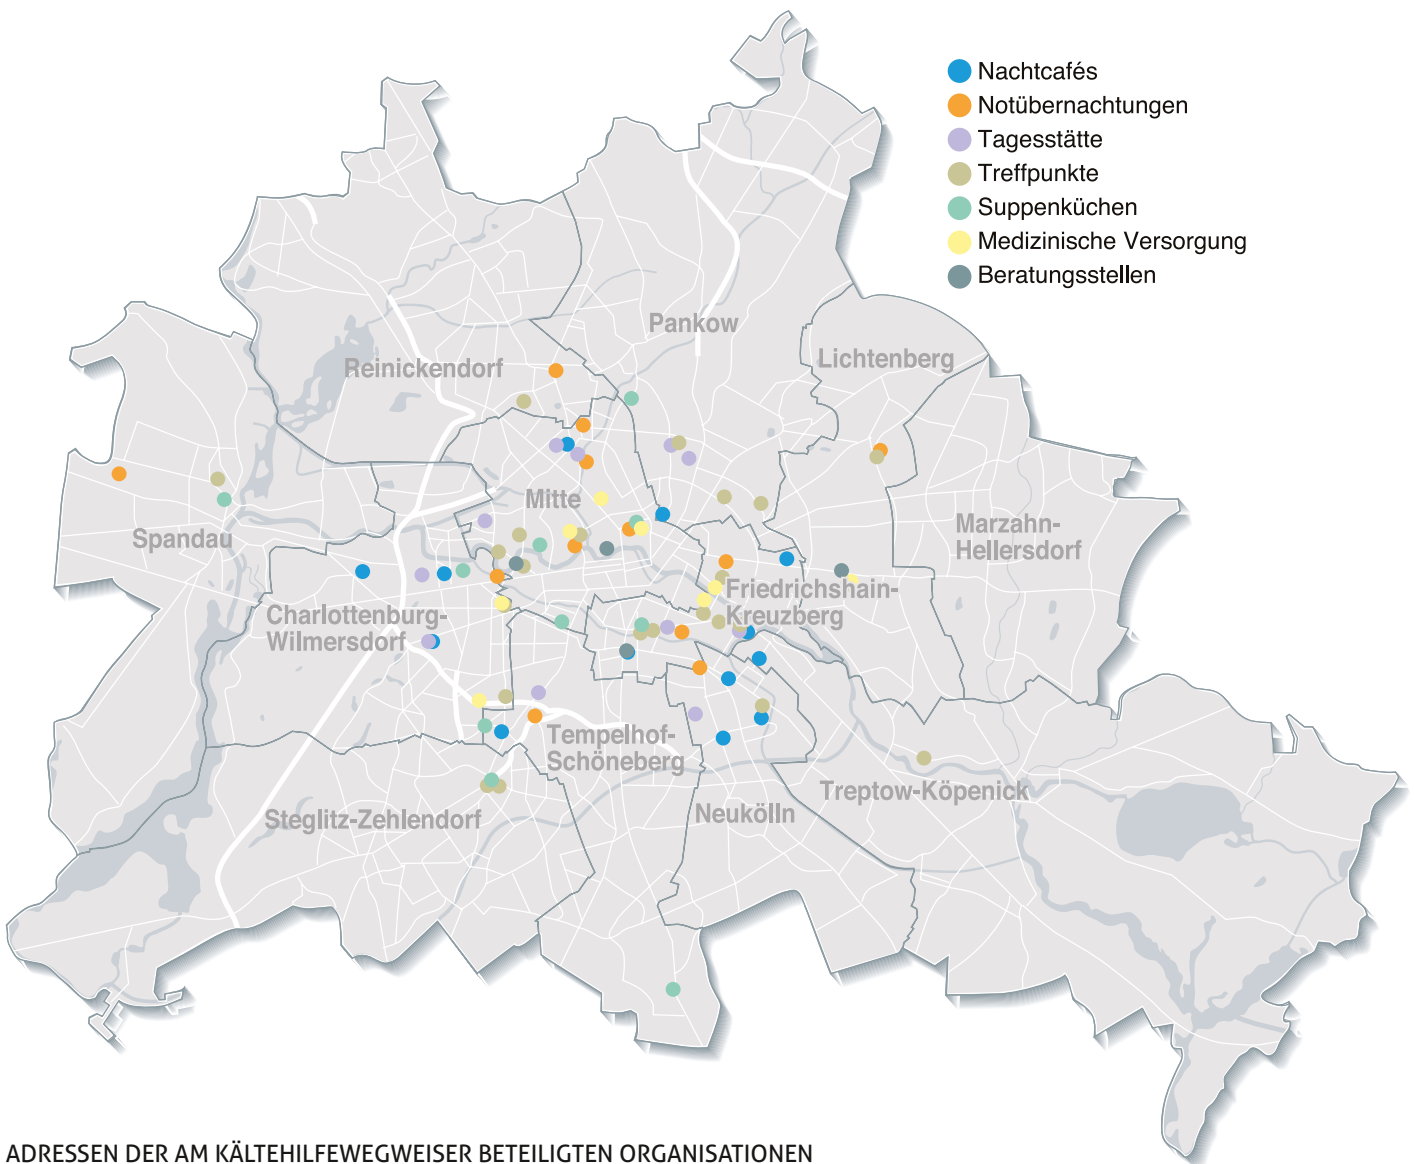 Nachtcafés
Notübernachtungen
Tagesstätte
Treffpunkte
Suppenküchen
Medizinische Versorgung
Beratungsstellen
Pankow
Lichtenberg
Reinickendorf
Mitte
Marzahn-
Hellersdorf
Spandau
Friedrichshain-
Kreuzberg
Charlottenburg-
Wilmersdorf
Tempelhof-
Schöneberg
Treptow-Köpenick
Neukölln
Steglitz-Zehlendorf
ADRESSEN DER AM KÄLTEHILFEWEGWEISER BETEILIGTEN ORGANISATIONEN